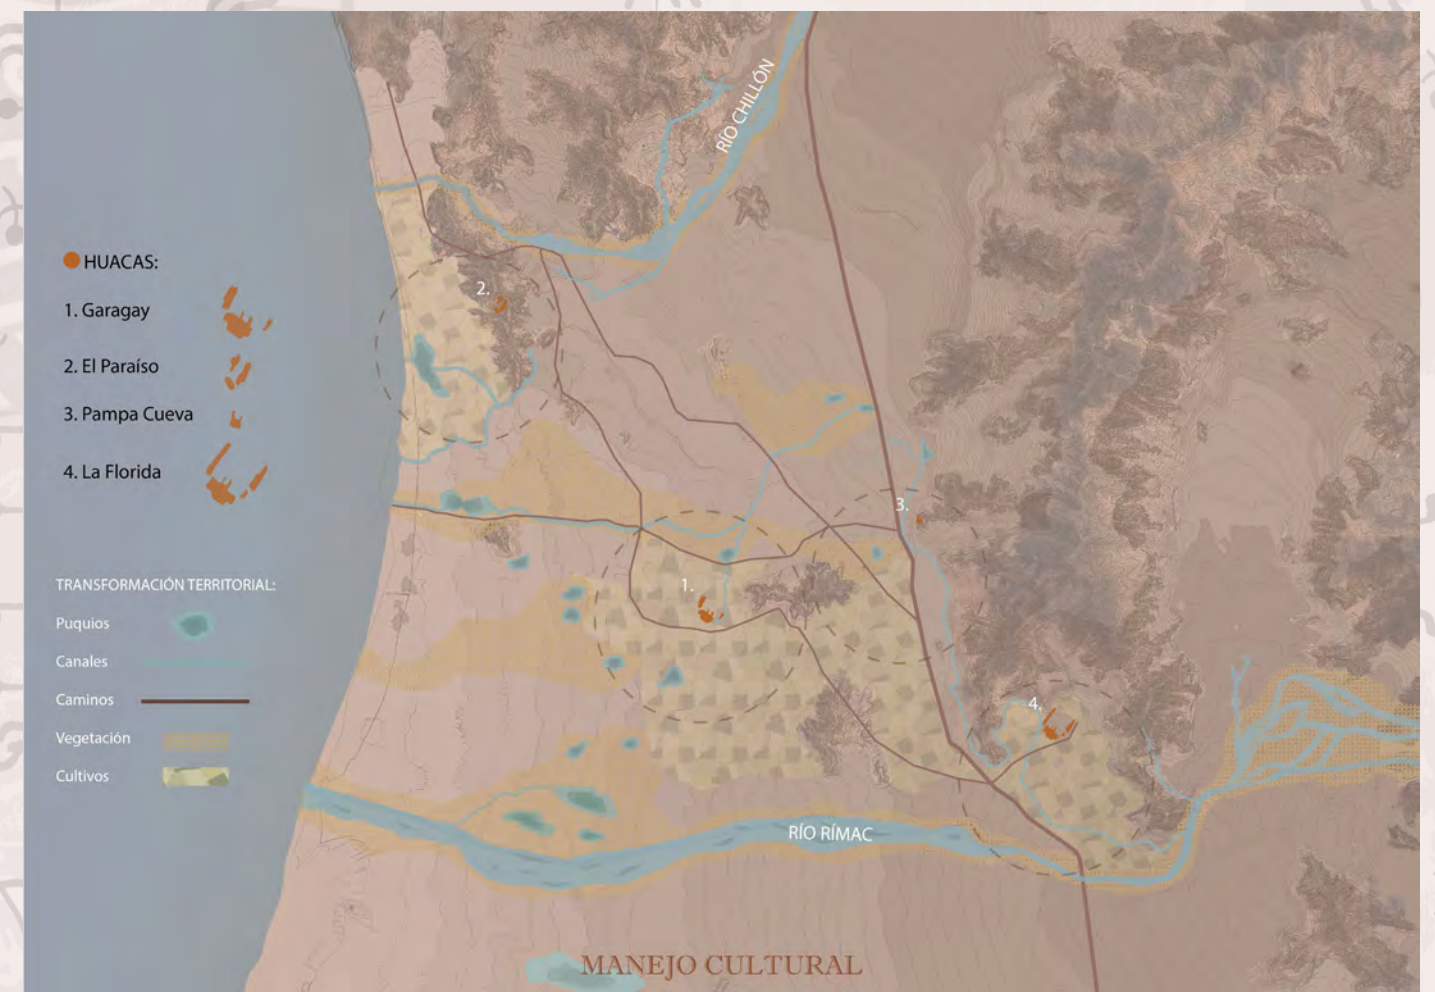 RÍO CHILLÓN
HUACAS:
1. Garagay
2. El Paraíso
3. Pampa Cueva
4. La Florida
2.
3.
1.
4.
TRANSFORMACIÓN TERRITORIAL:
Puquios
Canales
Caminos
Vegetación
Cultivos
RÍO RÍMAC
MANEJO CULTURAL